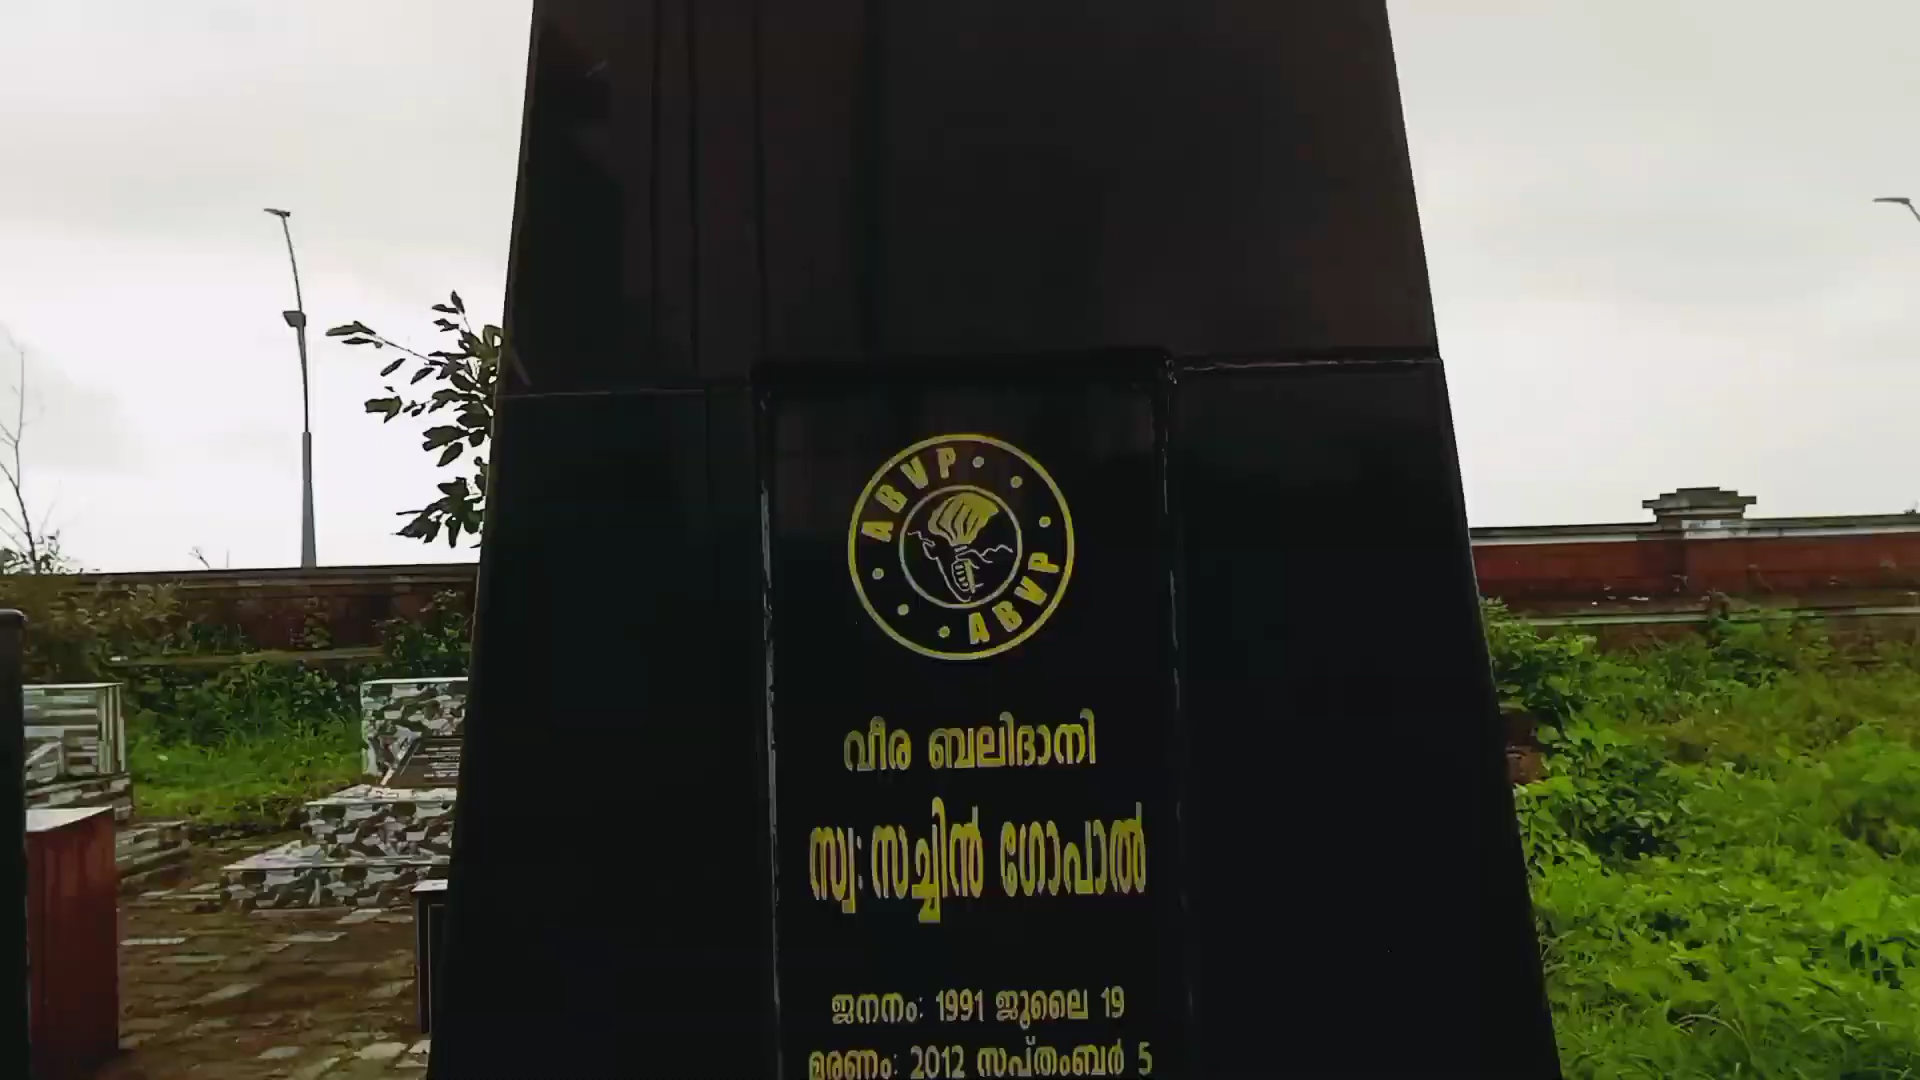 ABVP
ABVP
വീര ബലിദാനി
സ്വ: സച്ചിൻ ഗോപാൽ
ജനനം: 1991 ജൂലൈ 19
മരണം: 2012 സപ്തംബർ 5